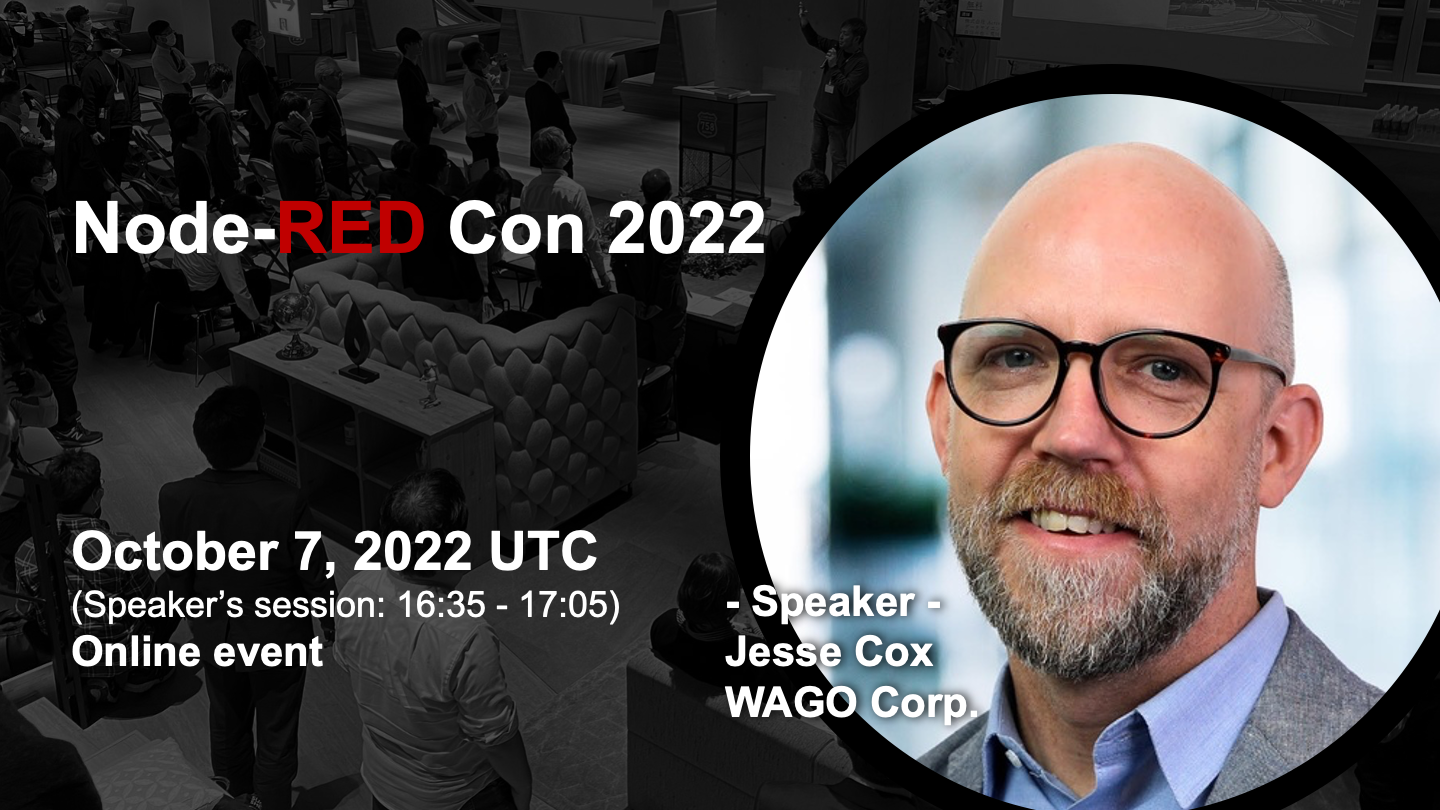 Node-RED Con 2022
October 7, 2022 UTC
(Speaker’s session: 16:35 - 17:05)
Online event
- Speaker -
Jesse Cox
WAGO Corp.